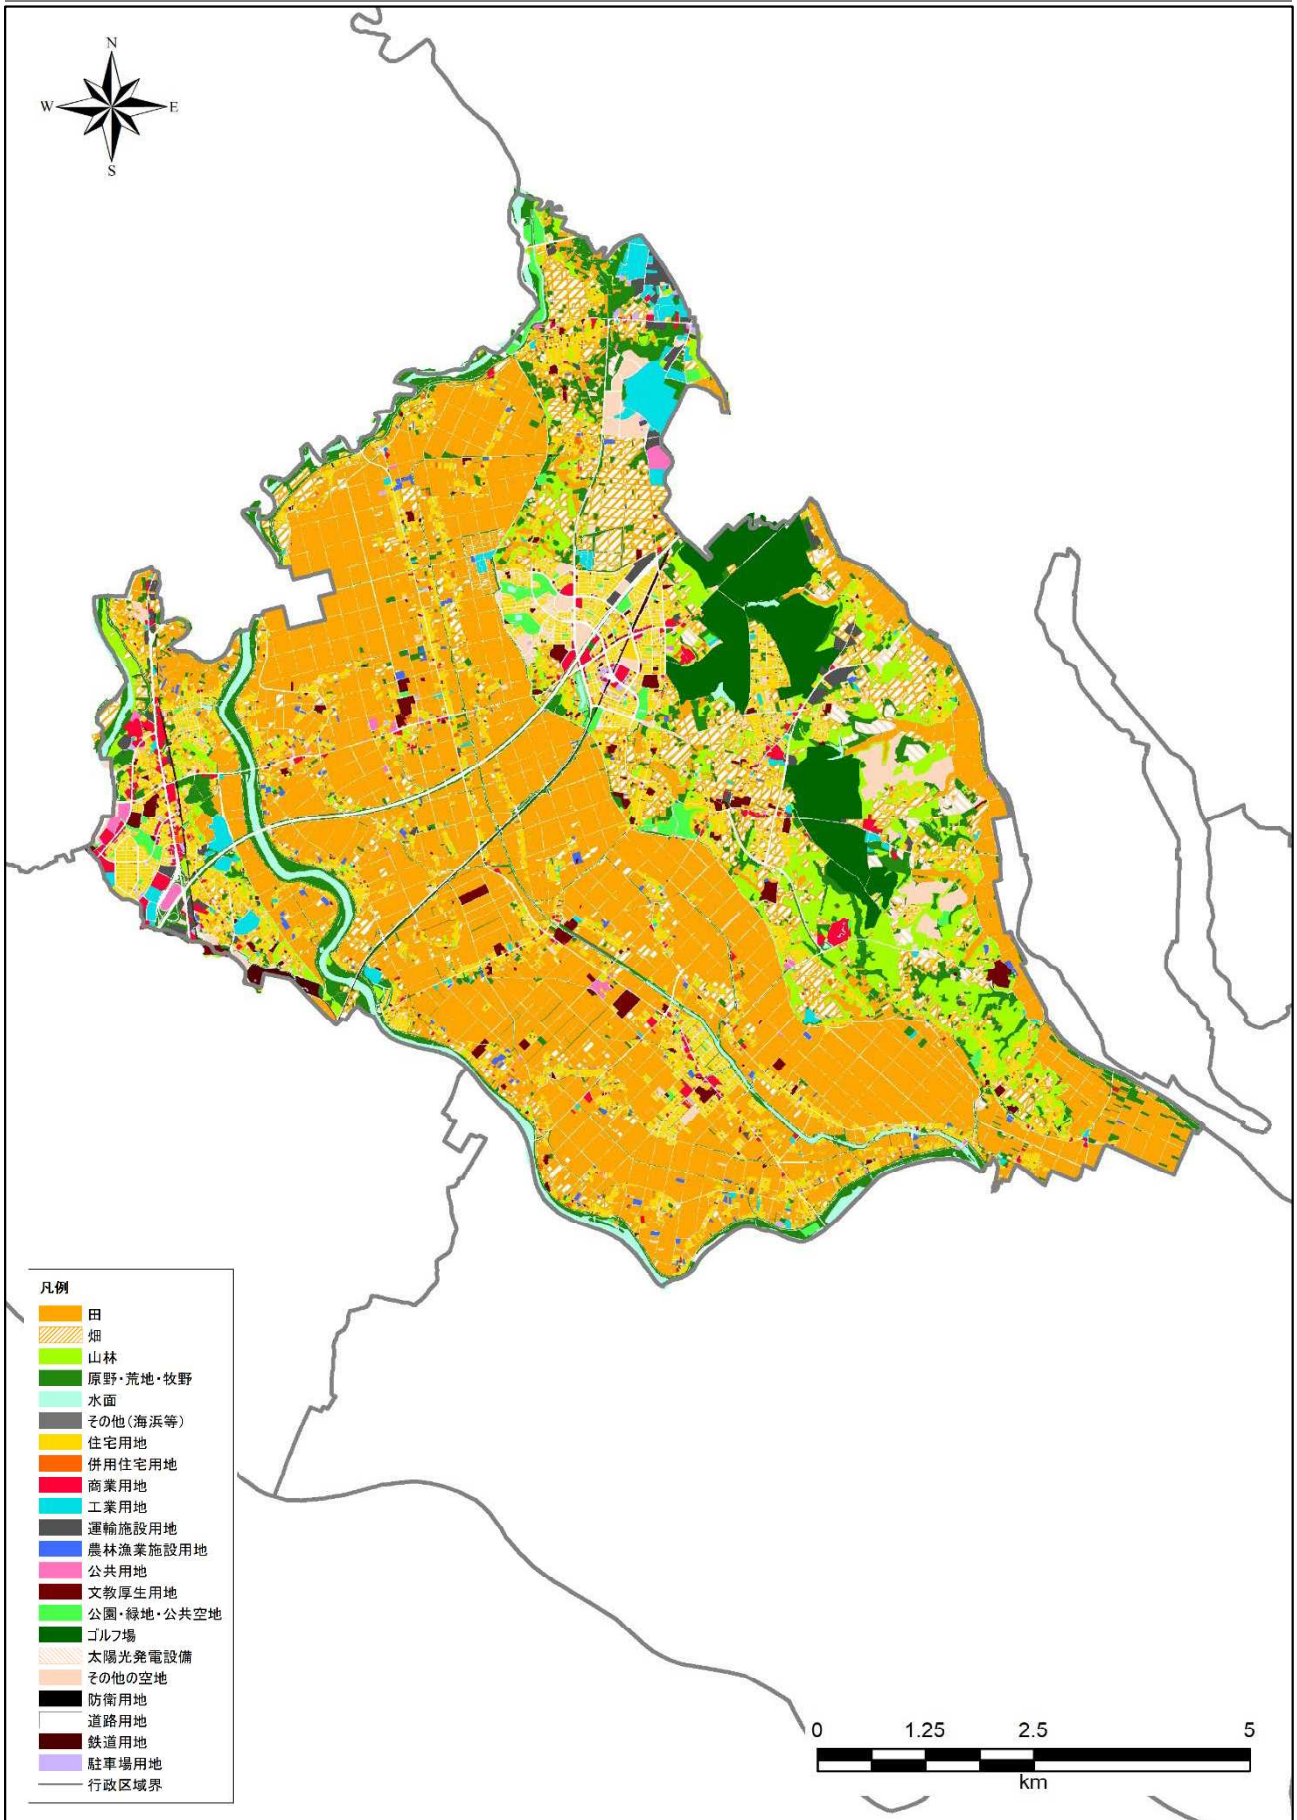 N
W E
S
凡例
田
畑
山林
原野・荒地・牧野
水面
その他(海浜等)
住宅用地
併用住宅用地
商業用地
工業用地
運輸施設用地
農林漁業施設用地
公共用地
文教厚生用地
公園・緑地・公共空地
ゴルフ場
太陽光発電設備
その他の空地
防衛用地
道路用地
鉄道用地
駐車場用地
行政区域界
0 1.25 2.5 5
km